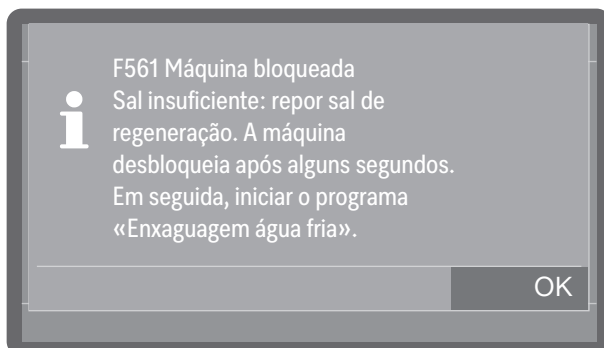 F561 Máquina bloqueada
Sal insuficiente: repor sal de
regeneração. A máquina
desbloqueia após alguns segundos.
Em seguida, iniciar o programa
«Enxaguagem água fria».
OK